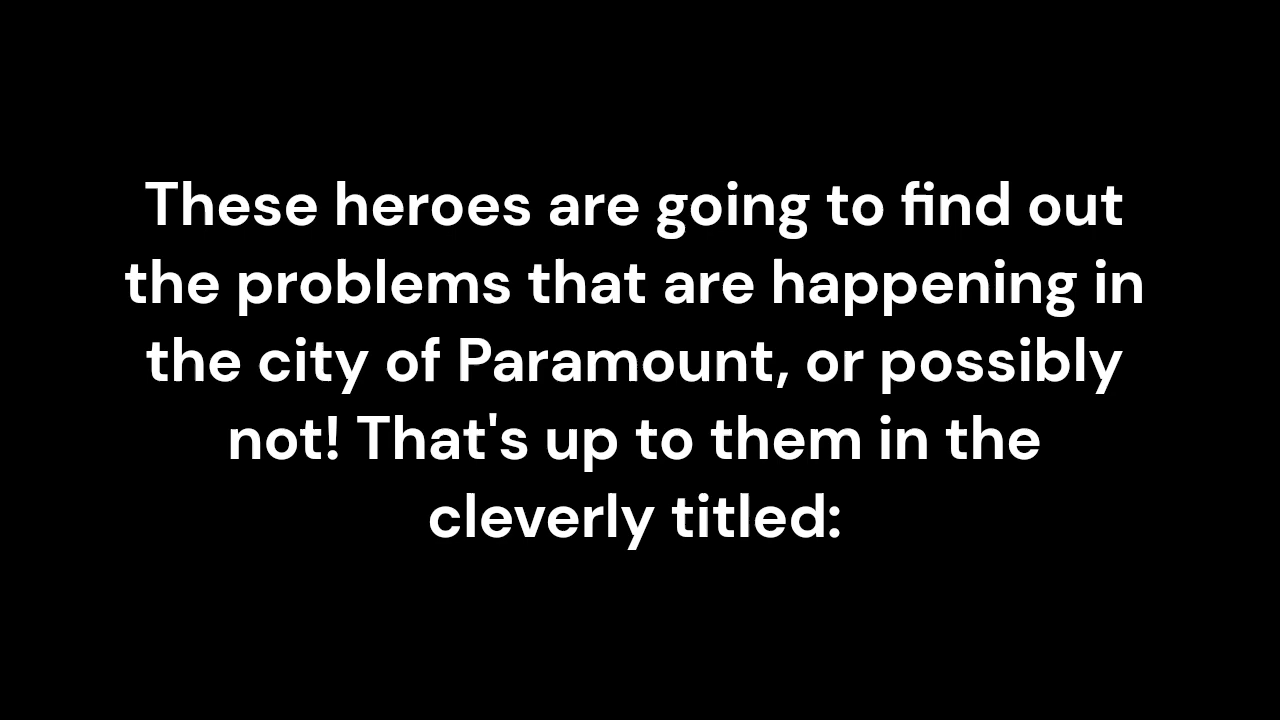 These heroes are going to find out
the problems that are happening in
the city of Paramount, or possibly
not! That's up to them in the
cleverly titled: